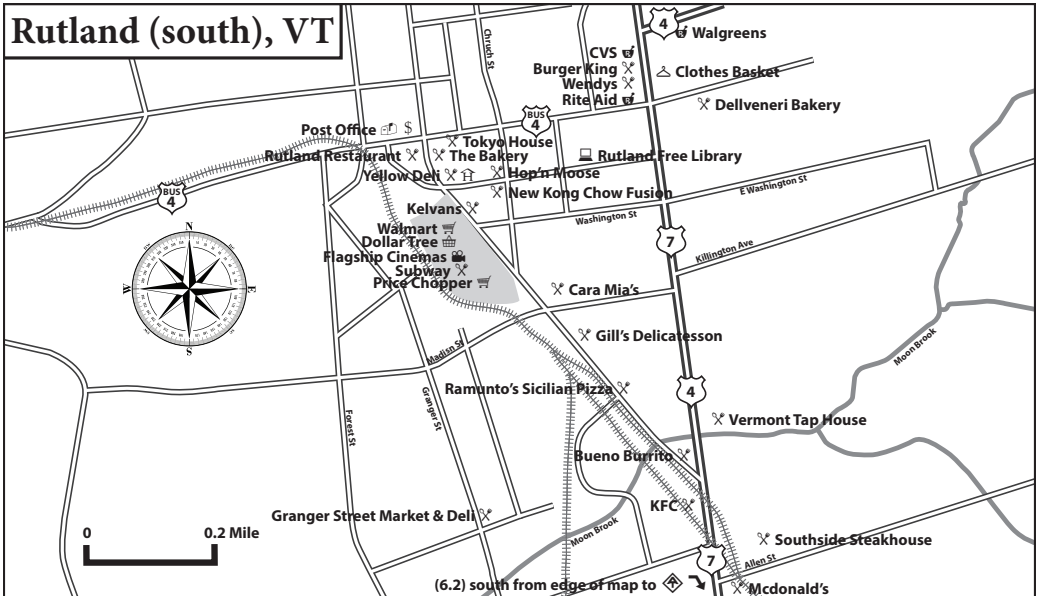 Rutland (south), VT
4
Walgreens
Chruch St
CVS
Burger King
Clothes Basket
Wendys
Rite Aid
Dellveneri Bakery
BUS
4
Post Office $
Tokyo House
Rutland Restaurant
The Bakery
Rutland Free Library
Yellow Deli
Hop'n Moose
E Washington St
New Kong Chow Fusion
BUS
4
Kelvans
Washington St
Walmart
Dollar Tree
7
Killington Ave
Flagship Cinemas
Subway
Price Chopper
N
W
E
S
Cara Mia's
Gill's Delicatesson
Moon Brook
Madisn St
Ramunto's Sicilian Pizza
4
Granger St
Forest St
Vermont Tap House
Bueno Burrito
KFC
Granger Street Market & Deli
Moon Brook
0 0.2 Mile
Southside Steakhouse
7
Allen St
(6.2) south from edge of map to
Mcdonald's